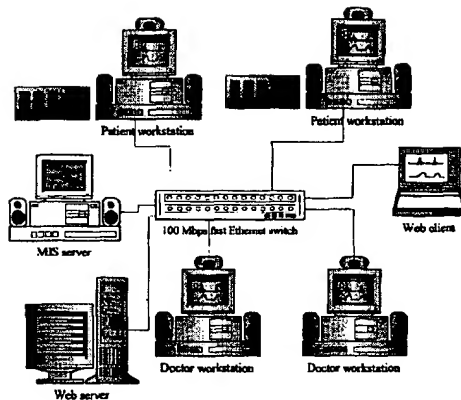 Patient workstation
Patient workstation
MIS server
100 Mbps fast Ethernet switch
Web client
Doctor workstation
Doctor workstation
Web server